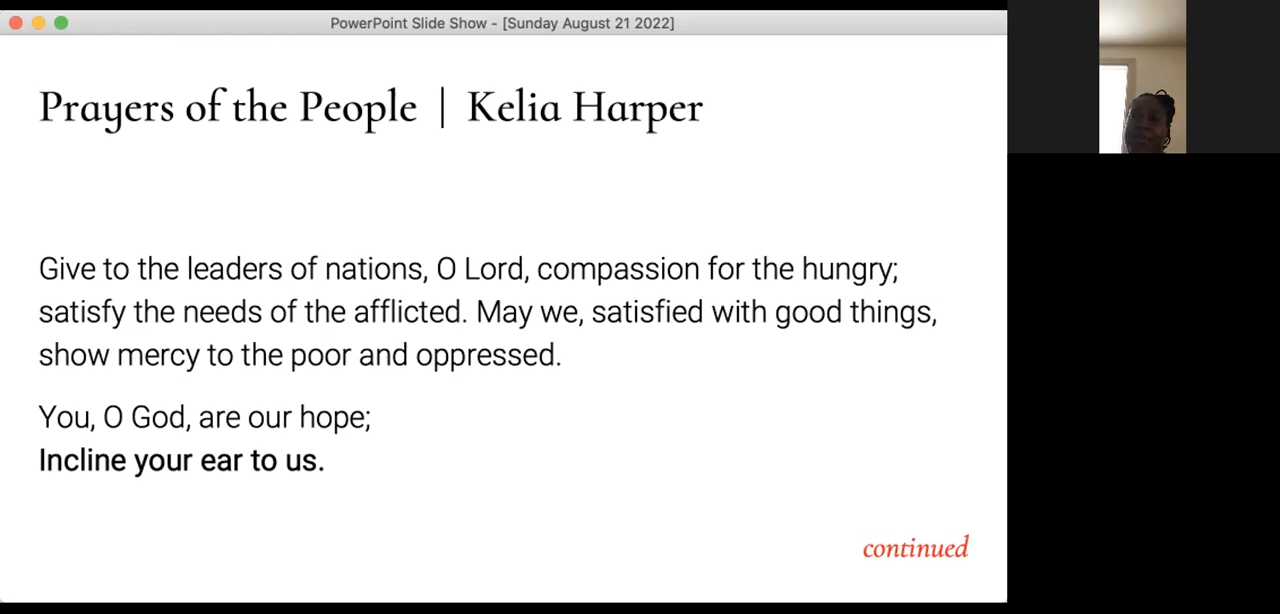 PowerPoint Slide Show - [Sunday August 21 2022]
Prayers of the People | Kelia Harper
Give to the leaders of nations, O Lord, compassion for the hungry;
satisfy the needs of the afflicted. May we, satisfied with good things,
show mercy to the poor and oppressed.
You, O God, are our hope;
Incline your ear to us.
continued